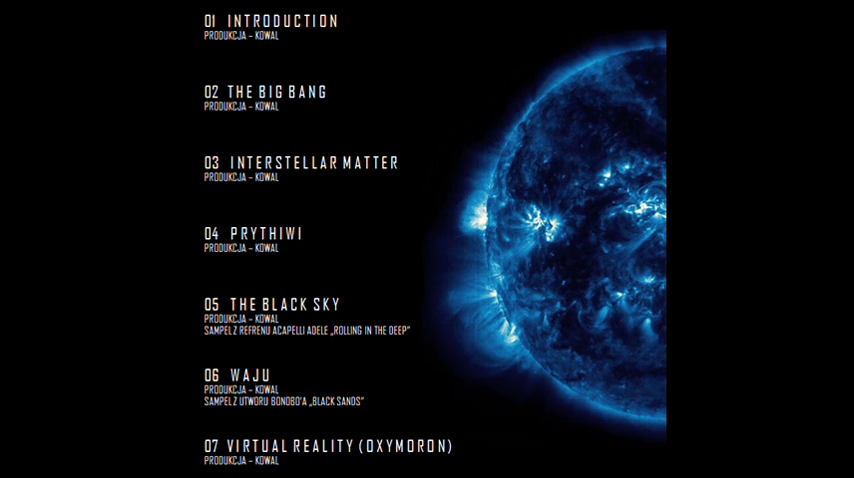 01 INTRODUCTION
PRODUKCJA – KOWAL
02 THE BIG BANG
PRODUKCJA – KOWAL
03 INTERSTELLAR MATTER
PRODUKCJA – KOWAL
04 PRYTHIWI
PRODUKCJA – KOWAL
05 THE BLACK SKY
PRODUKCJA – KOWAL
SAMPEL Z REFRENU ACAPELLI ADELE „ROLLING IN THE DEEP”
06 WAJU
PRODUKCJA – KOWAL
SAMPEL Z UTWORU BONOBO'A „BLACK SANDS”
07 VIRTUAL REALITY (OXYMORON)
PRODUKCJA – KOWAL